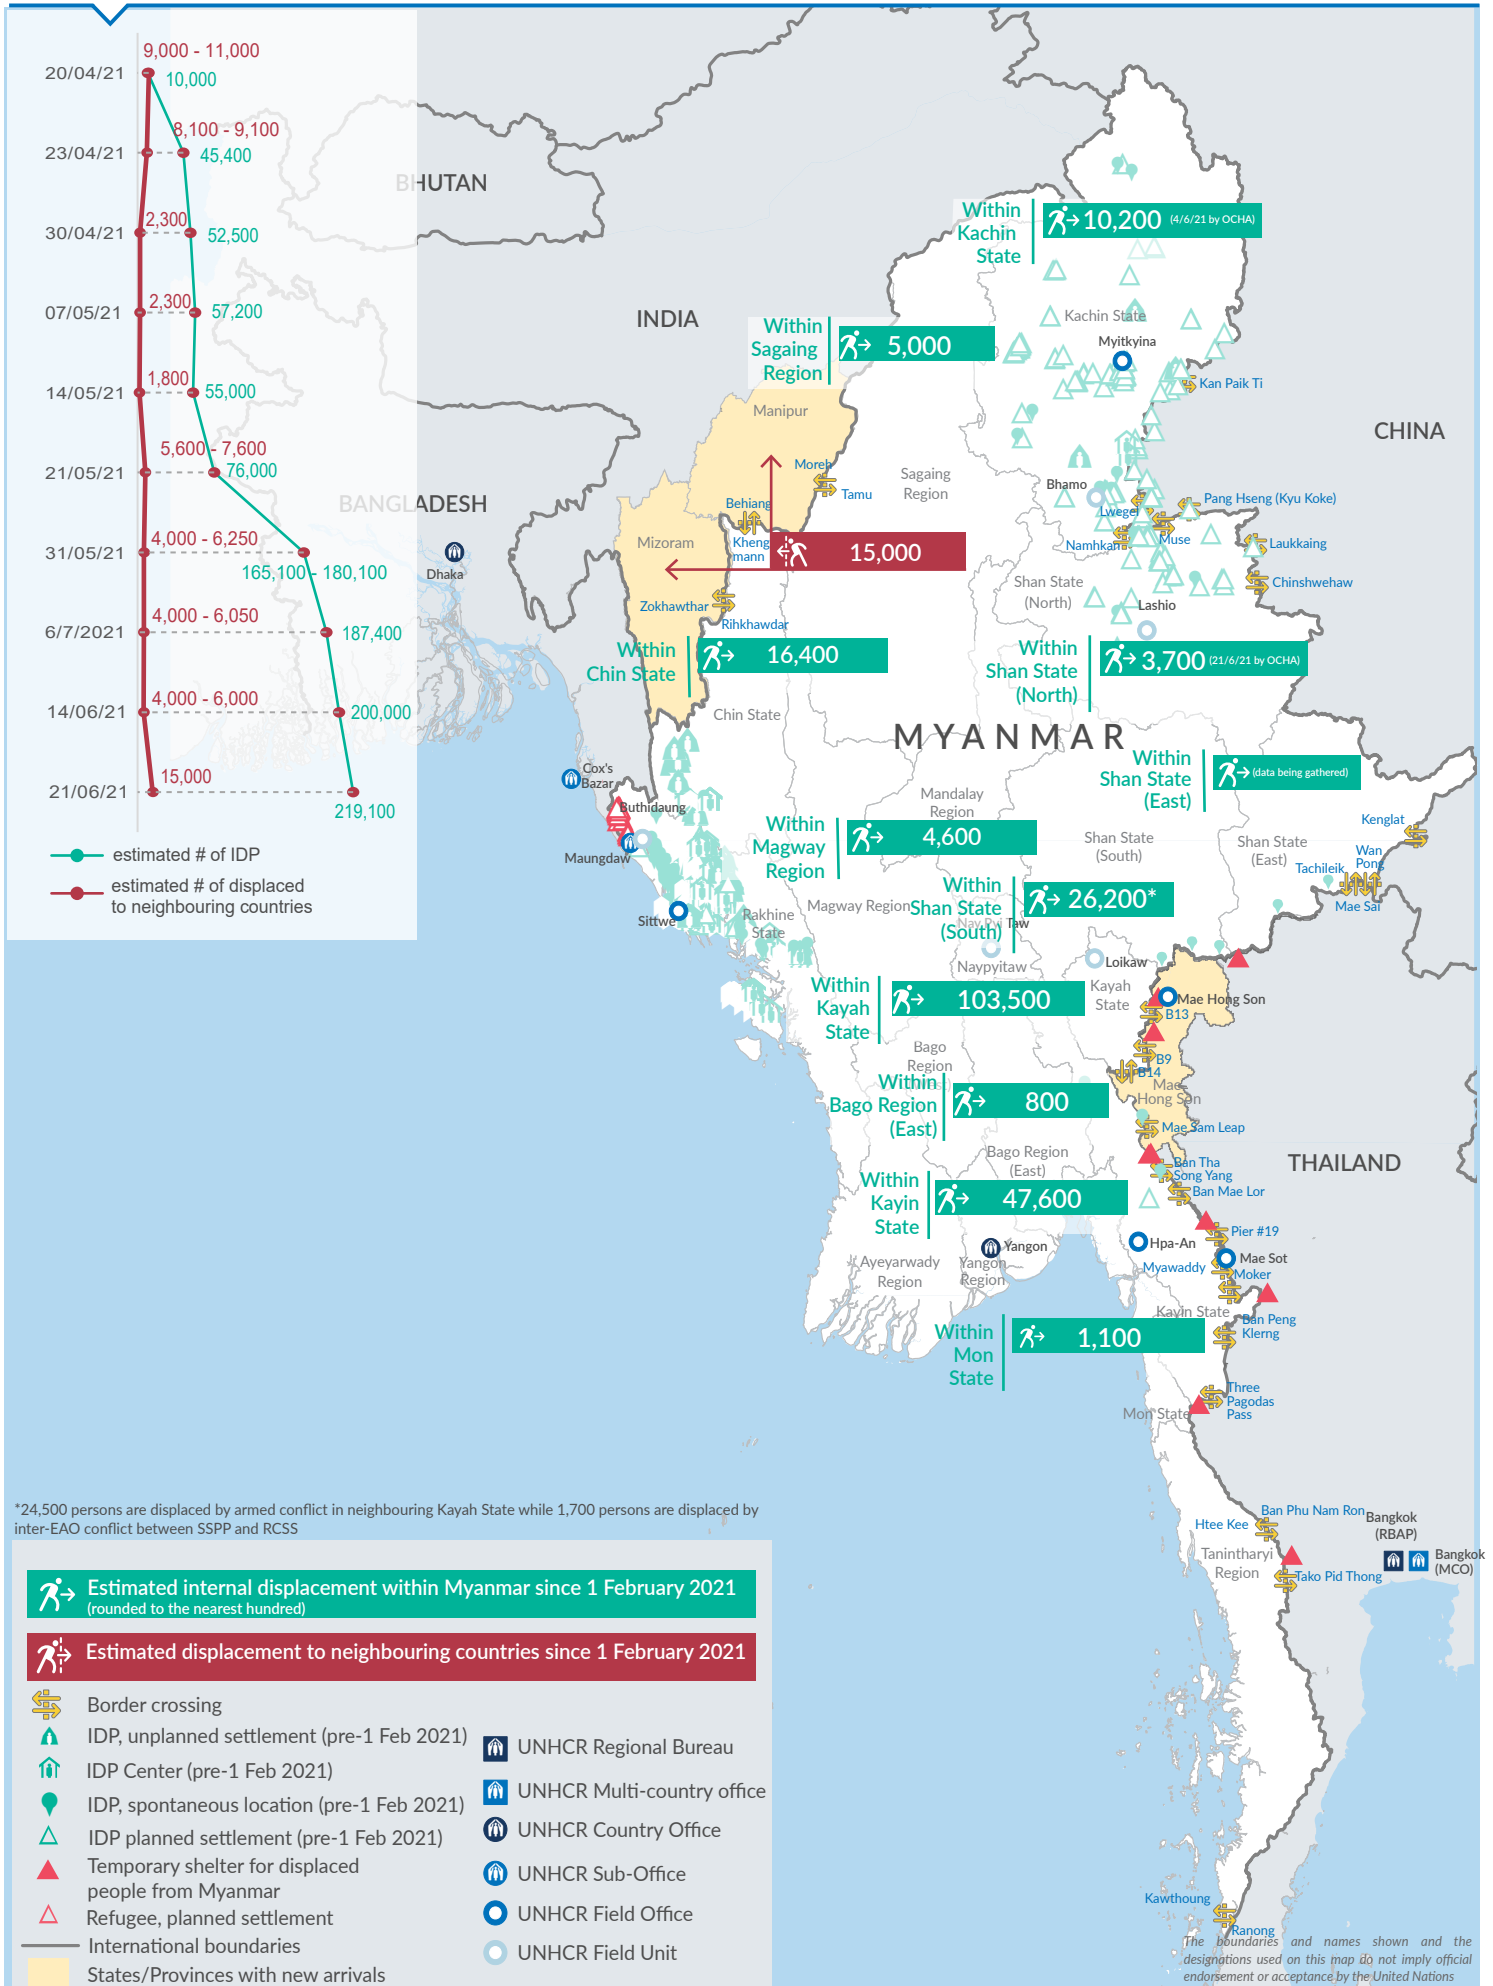 9,000 - 11,000
20/04/21
10,000
8,100 - 9,100
23/04/21
45,400
2,300
30/04/21
52,500
2,300
07/05/21
57,200
1,800
14/05/21
55,000
5,600 - 7,600
21/05/21
76,000
4,000 - 6,250
31/05/21
165,100 - 180,100
4,000 - 6,050
6/7/2021
187,400
4,000 - 6,000
14/06/21
200,000
15,000
21/06/21
219,100
estimated # of IDP
estimated # of displaced
to neighbouring countries
BHUTAN
INDIA
BANGLADESH
CHINA
MYANMAR
THAILAND
Within
Kachin
State
10,200 (4/6/21 by OCHA)
Kachin State
Myitkyina
Kan Paik Ti
Within
Sagaing
Region
5,000
Manipur
Moreh
Tamu
Sagaing
Region
Behiang
Kheng
mann
Mizoram
15,000
Zokhawthar
Rihkhawdar
Dhaka
Bhamo
Lwegel
Namhkan
Muse
Pang Hseng (Kyu Koke)
Laukkaing
Chinshwehaw
Shan State
(North)
Lashio
Within
Chin State
16,400
Chin State
Within
Shan State
(North)
3,700 (21/6/21 by OCHA)
Within
Shan State
(East)
(data being gathered)
Cox's
Bazar
Buthidaung
Maungdaw
Sittwe
Rakhine
State
Mandalay
Region
Within
Magway
Region
4,600
Magway Region
Shan State
(South)
Shan State
(East)
Kenglat
Wan
Pong
Tachileik
Mae Sai
Within
Shan State
(South)
26,200*
Nay Pyi Taw
Naypyitaw
Loikaw
Kayah
State
Within
Kayah
State
103,500
Mae Hong Son
B13
B9
B14
Mae
Hong Son
Mae Sam Leap
Bago
Region
(West)
Within
Bago Region
(East)
800
Bago Region
(East)
Ban Tha
Song Yang
Ban Mae Lor
Within
Kayin
State
47,600
Pier #19
Hpa-An
Mae Sot
Myawaddy
Moker
Yangon
Yangon
Region
Ayeyarwady
Region
Kayin State
Ban Peng
Klerng
Within
Mon
State
1,100
Three
Pagodas
Pass
Mon State
Ban Phu Nam Ron
Htee Kee
Bangkok
(RBAP)
Bangkok
(MCO)
Tanintharyi
Region
Tako Pid Thong
Kawthoung
Ranong
*24,500 persons are displaced by armed conflict in neighbouring Kayah State while 1,700 persons are displaced by
inter-EAO conflict between SSPP and RCSS
Estimated internal displacement within Myanmar since 1 February 2021
(rounded to the nearest hundred)
Estimated displacement to neighbouring countries since 1 February 2021
Border crossing
IDP, unplanned settlement (pre-1 Feb 2021)
IDP Center (pre-1 Feb 2021)
IDP, spontaneous location (pre-1 Feb 2021)
IDP planned settlement (pre-1 Feb 2021)
Temporary shelter for displaced
people from Myanmar
Refugee, planned settlement
International boundaries
States/Provinces with new arrivals
UNHCR Regional Bureau
UNHCR Multi-country office
UNHCR Country Office
UNHCR Sub-Office
UNHCR Field Office
UNHCR Field Unit
The boundaries and names shown and the
designations used on this map do not imply official
endorsement or acceptance by the United Nations